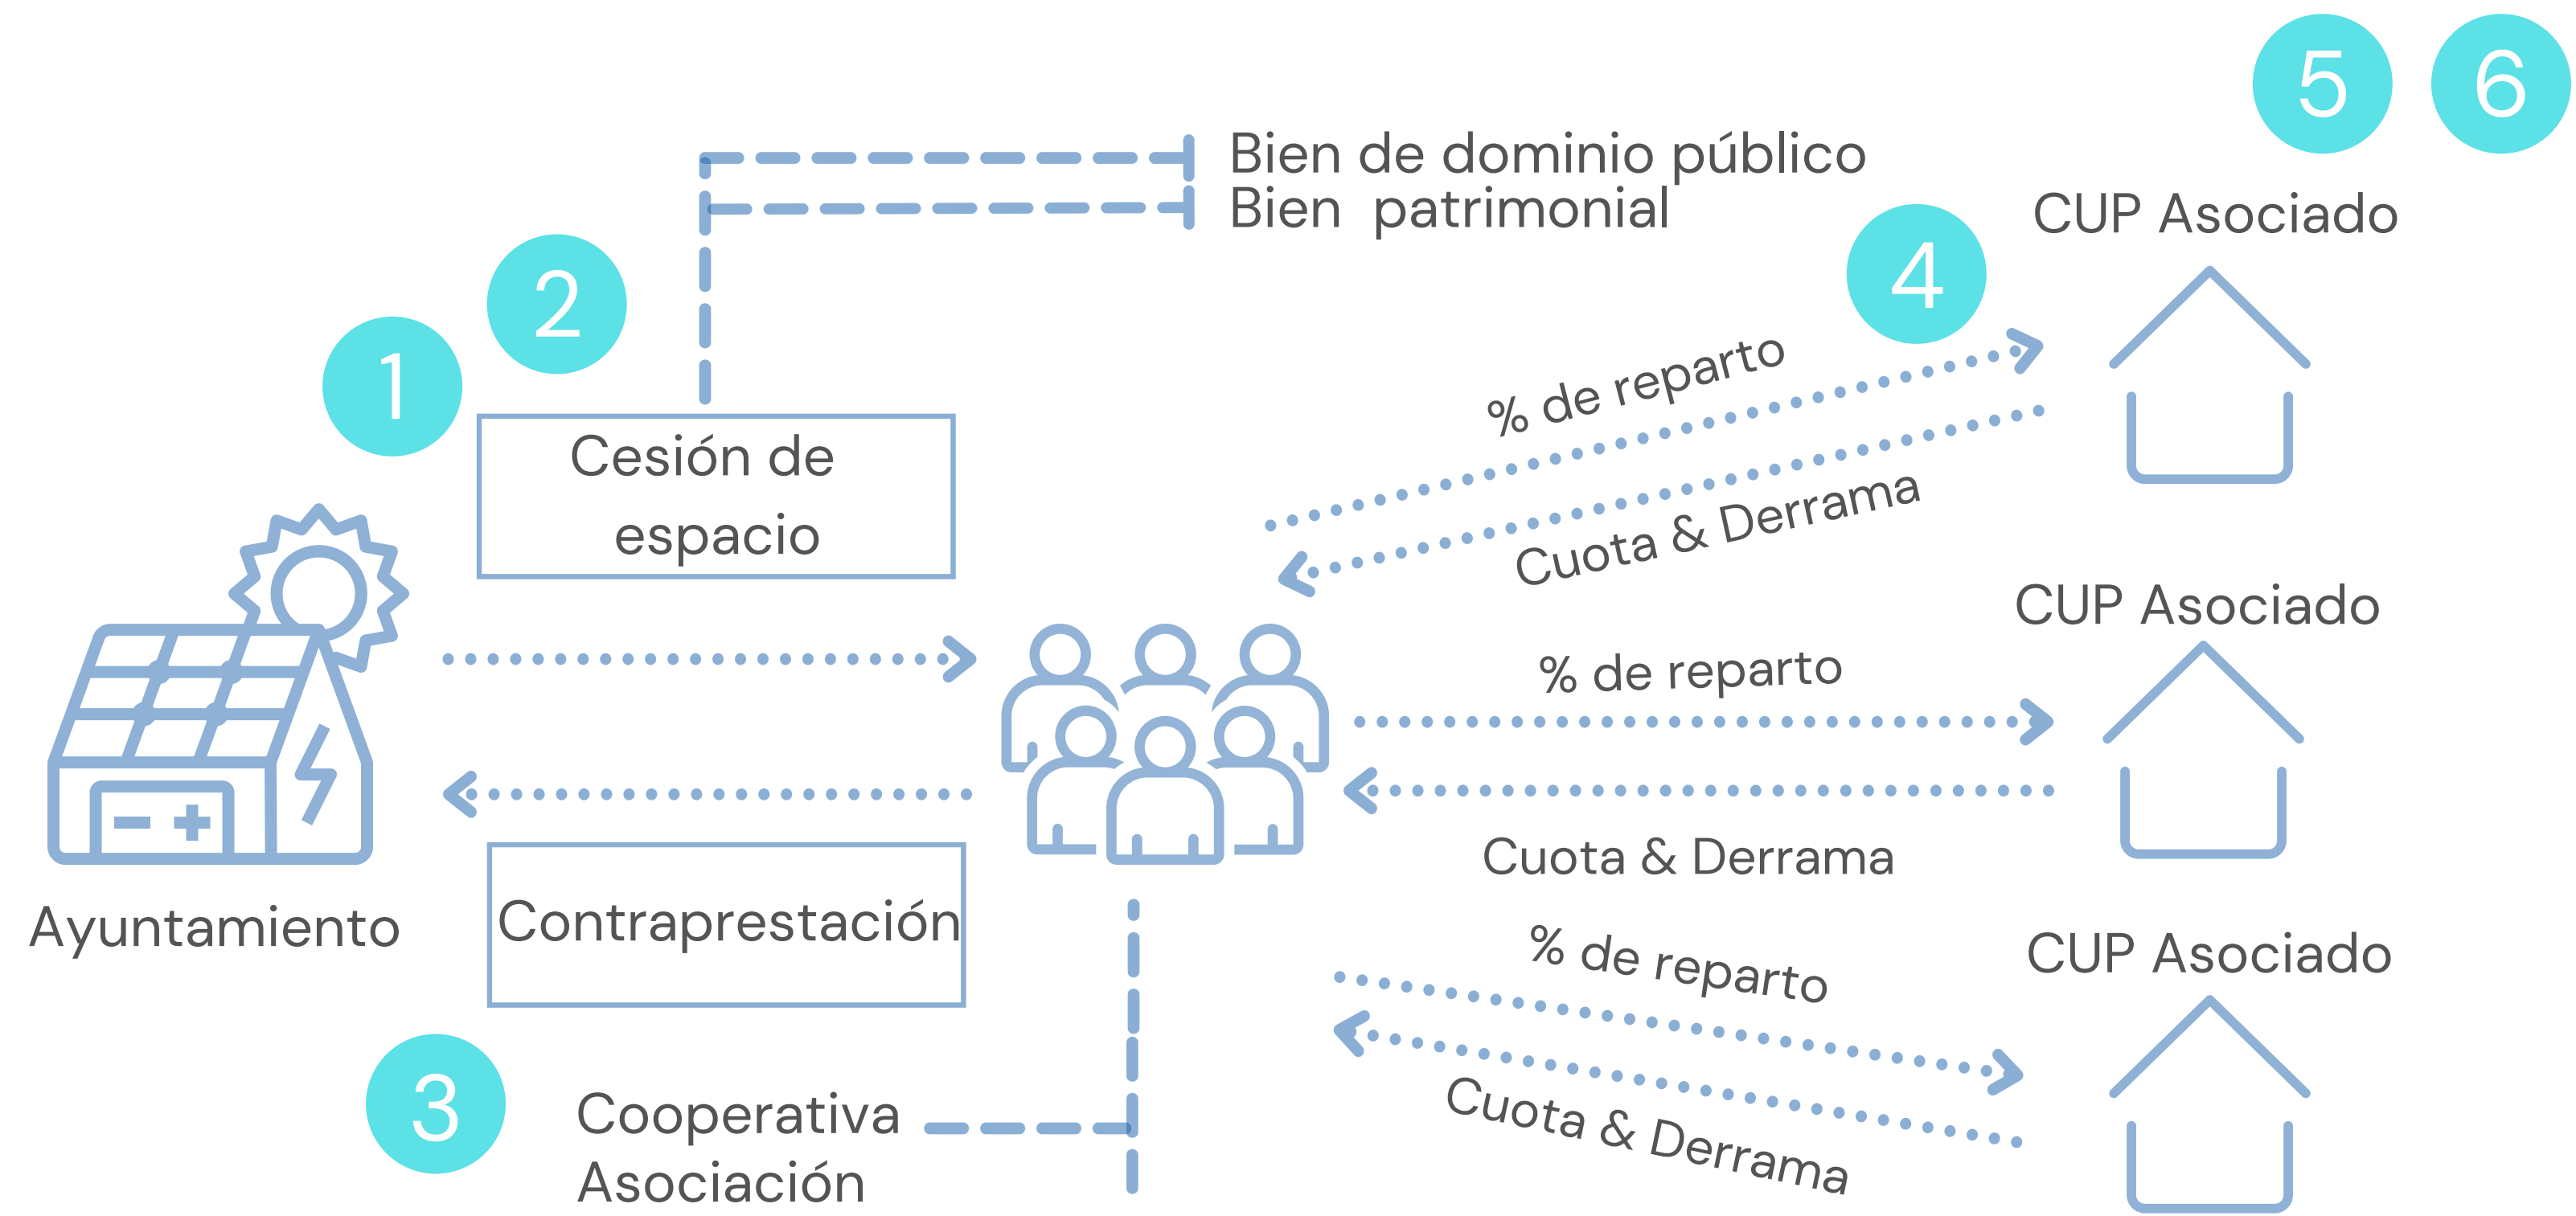 5
6
Bien de dominio público
Bien patrimonial
CUP Asociado
4
2
1
% de reparto
Cesión de
espacio
Cuota & Derrama
CUP Asociado
% de reparto
Cuota & Derrama
Contraprestación
Ayuntamiento
% de reparto
CUP Asociado
3
Cooperativa
Asociación
Cuota & Derrama